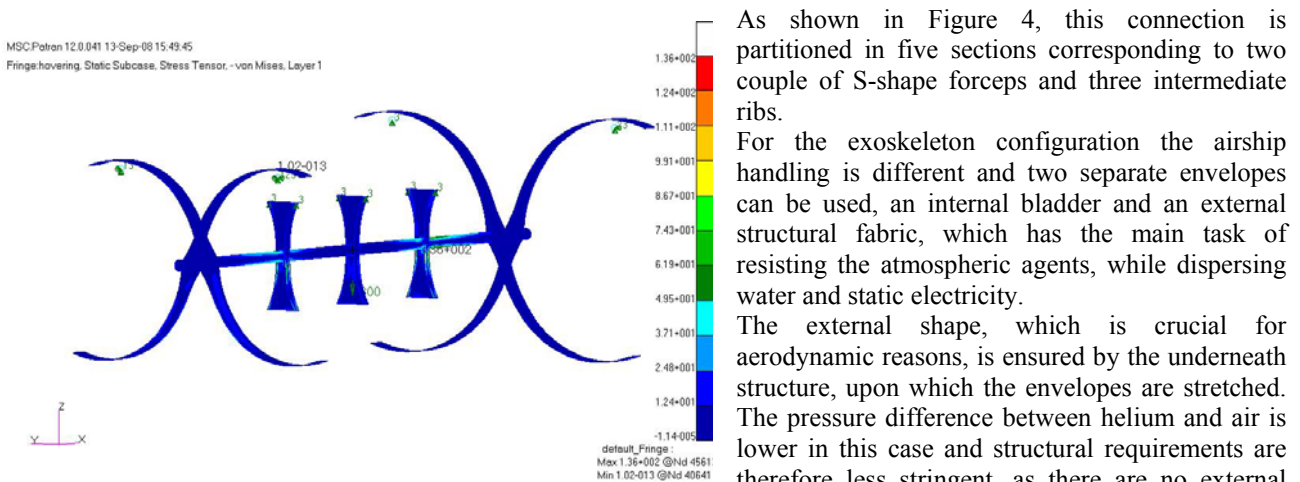 MSC.Patran 12.0.041 13-Sep-08 15:49:45
Fringe:hovering, Static Subcase, Stress Tensor, - von Mises, Layer 1
1.36+002
1.24+002
1.11+002
9.91+001
8.67+001
7.43+001
6.19+001
4.95+001
3.71+001
2.48+001
1.24+001
-1.14-005
1.02-013
3
3
3
3
3
3
Z
Y
X
default_Fringe :
Max 1.36+002 @Nd 4561
Min 1.02-013 @Nd 40641
As shown in Figure 4, this connection is
partitioned in five sections corresponding to two
couple of S-shape forceps and three intermediate
ribs.
For the exoskeleton configuration the airship
handling is different and two separate envelopes
can be used, an internal bladder and an external
structural fabric, which has the main task of
resisting the atmospheric agents, while dispersing
water and static electricity.
The external shape, which is crucial for
aerodynamic reasons, is ensured by the underneath
structure, upon which the envelopes are stretched.
The pressure difference between helium and air is
lower in this case and structural requirements are
therefore less stringent, as there are no external